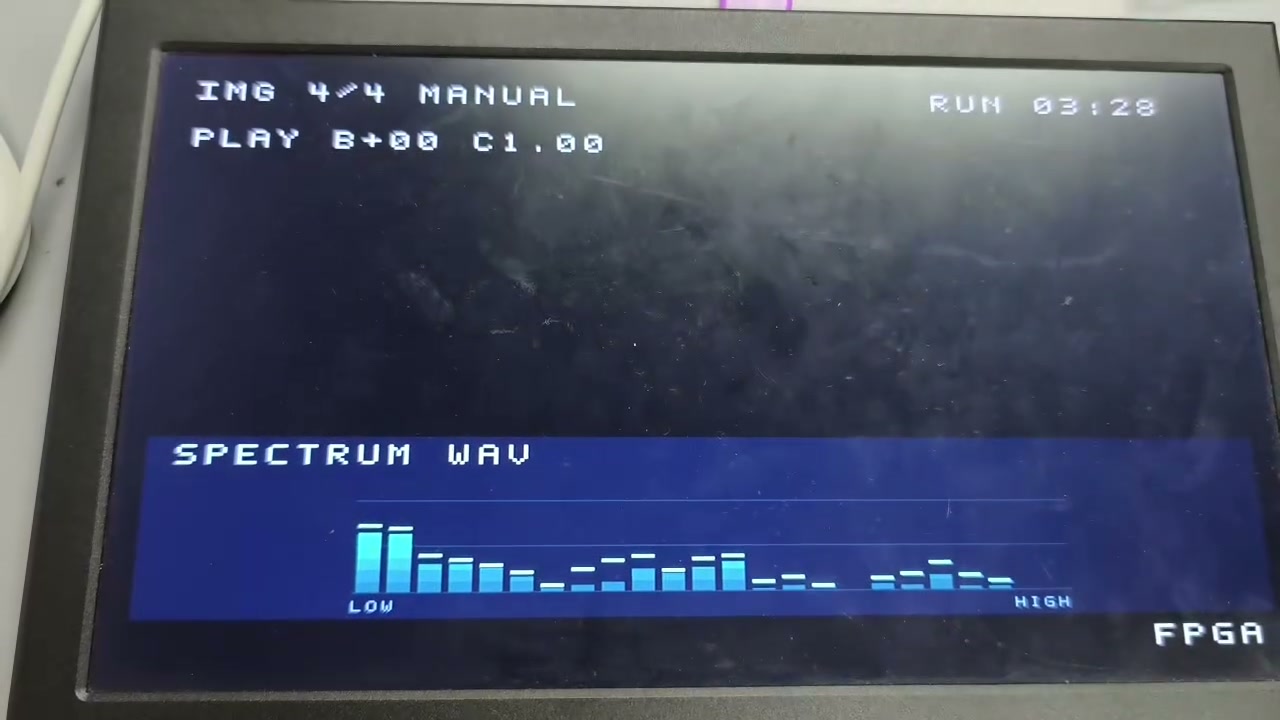 IMG 4/4 MANUAL
RUN 03:28
PLAY B+00 C1.00
SPECTRUM WAV
LOW
HIGH
FPGA